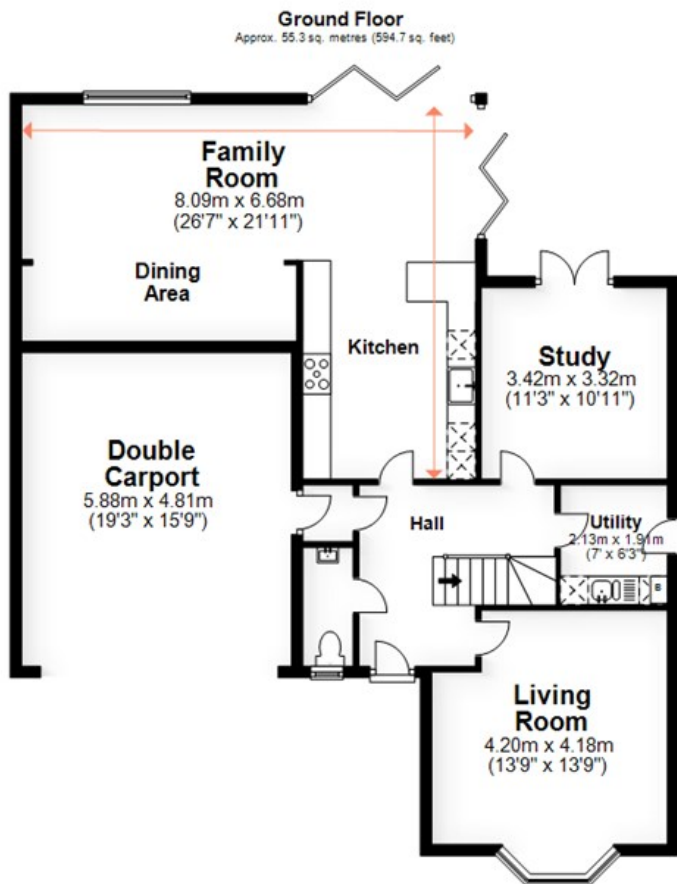 Ground Floor
Approx. 55.3 sq. metres (594.7 sq. feet)
Family
Room
8.09m x 6.68m
(26'7" x 21'11")
Dining
Area
Kitchen
Study
3.42m x 3.32m
(11'3" x 10'11")
Double
Carport
5.88m x 4.81m
(19'3" x 15'9")
Hall
Utility
2.13m x 1.91m
(7' x 6'3")
B
Living
Room
4.20m x 4.18m
(13'9" x 13'9")